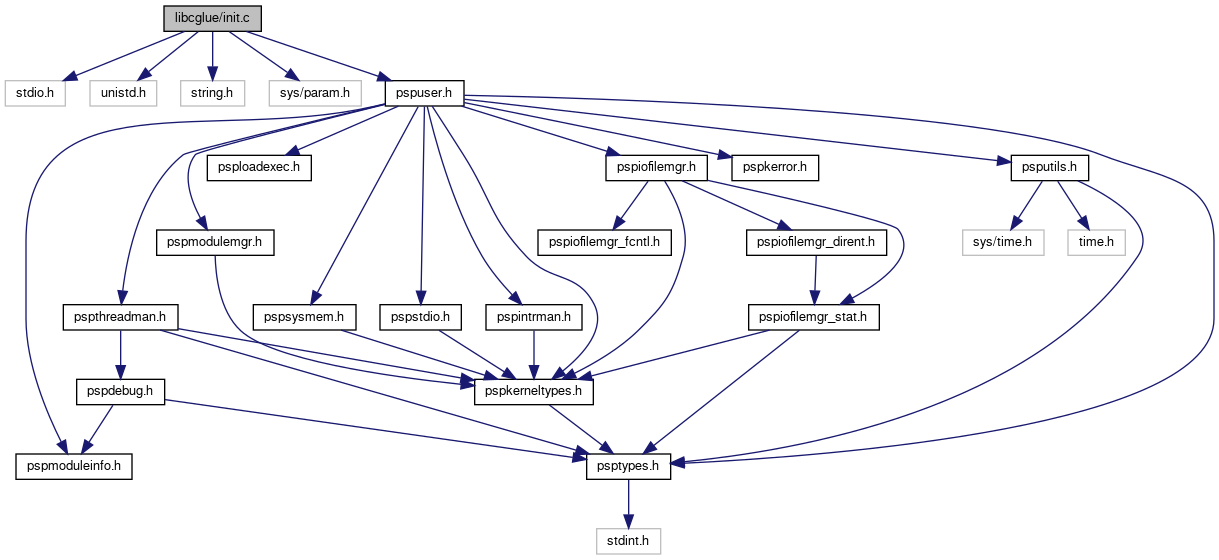 libcglue/init.c
stdio.h
unistd.h
string.h
sys/param.h
pspuser.h
psploadexec.h
pspiofilemgr.h
pspkerror.h
psputils.h
pspmodulemgr.h
pspiofilemgr_fcntl.h
pspiofilemgr_dirent.h
sys/time.h
time.h
pspthreadman.h
pspsysmem.h
pspstdio.h
pspintrman.h
pspiofilemgr_stat.h
pspdebug.h
pspkerneltypes.h
pspmoduleinfo.h
psptypes.h
stdint.h